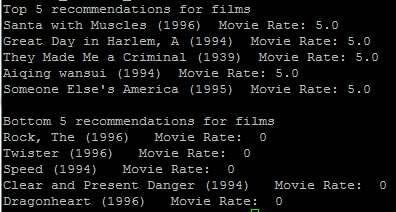 Top 5 recommendations for films
Santa with Muscles (1996)  Movie Rate: 5.0
Great Day in Harlem, A (1994)  Movie Rate: 5.0
They Made Me a Criminal (1939)  Movie Rate: 5.0
Aiqing wansui (1994)  Movie Rate: 5.0
Someone Else's America (1995)  Movie Rate: 5.0

Bottom 5 recommendations for films
Rock, The (1996)   Movie Rate:  0
Twister (1996)   Movie Rate:  0
Speed (1994)   Movie Rate:  0
Clear and Present Danger (1994)   Movie Rate:  0
Dragonheart (1996)   Movie Rate:  0